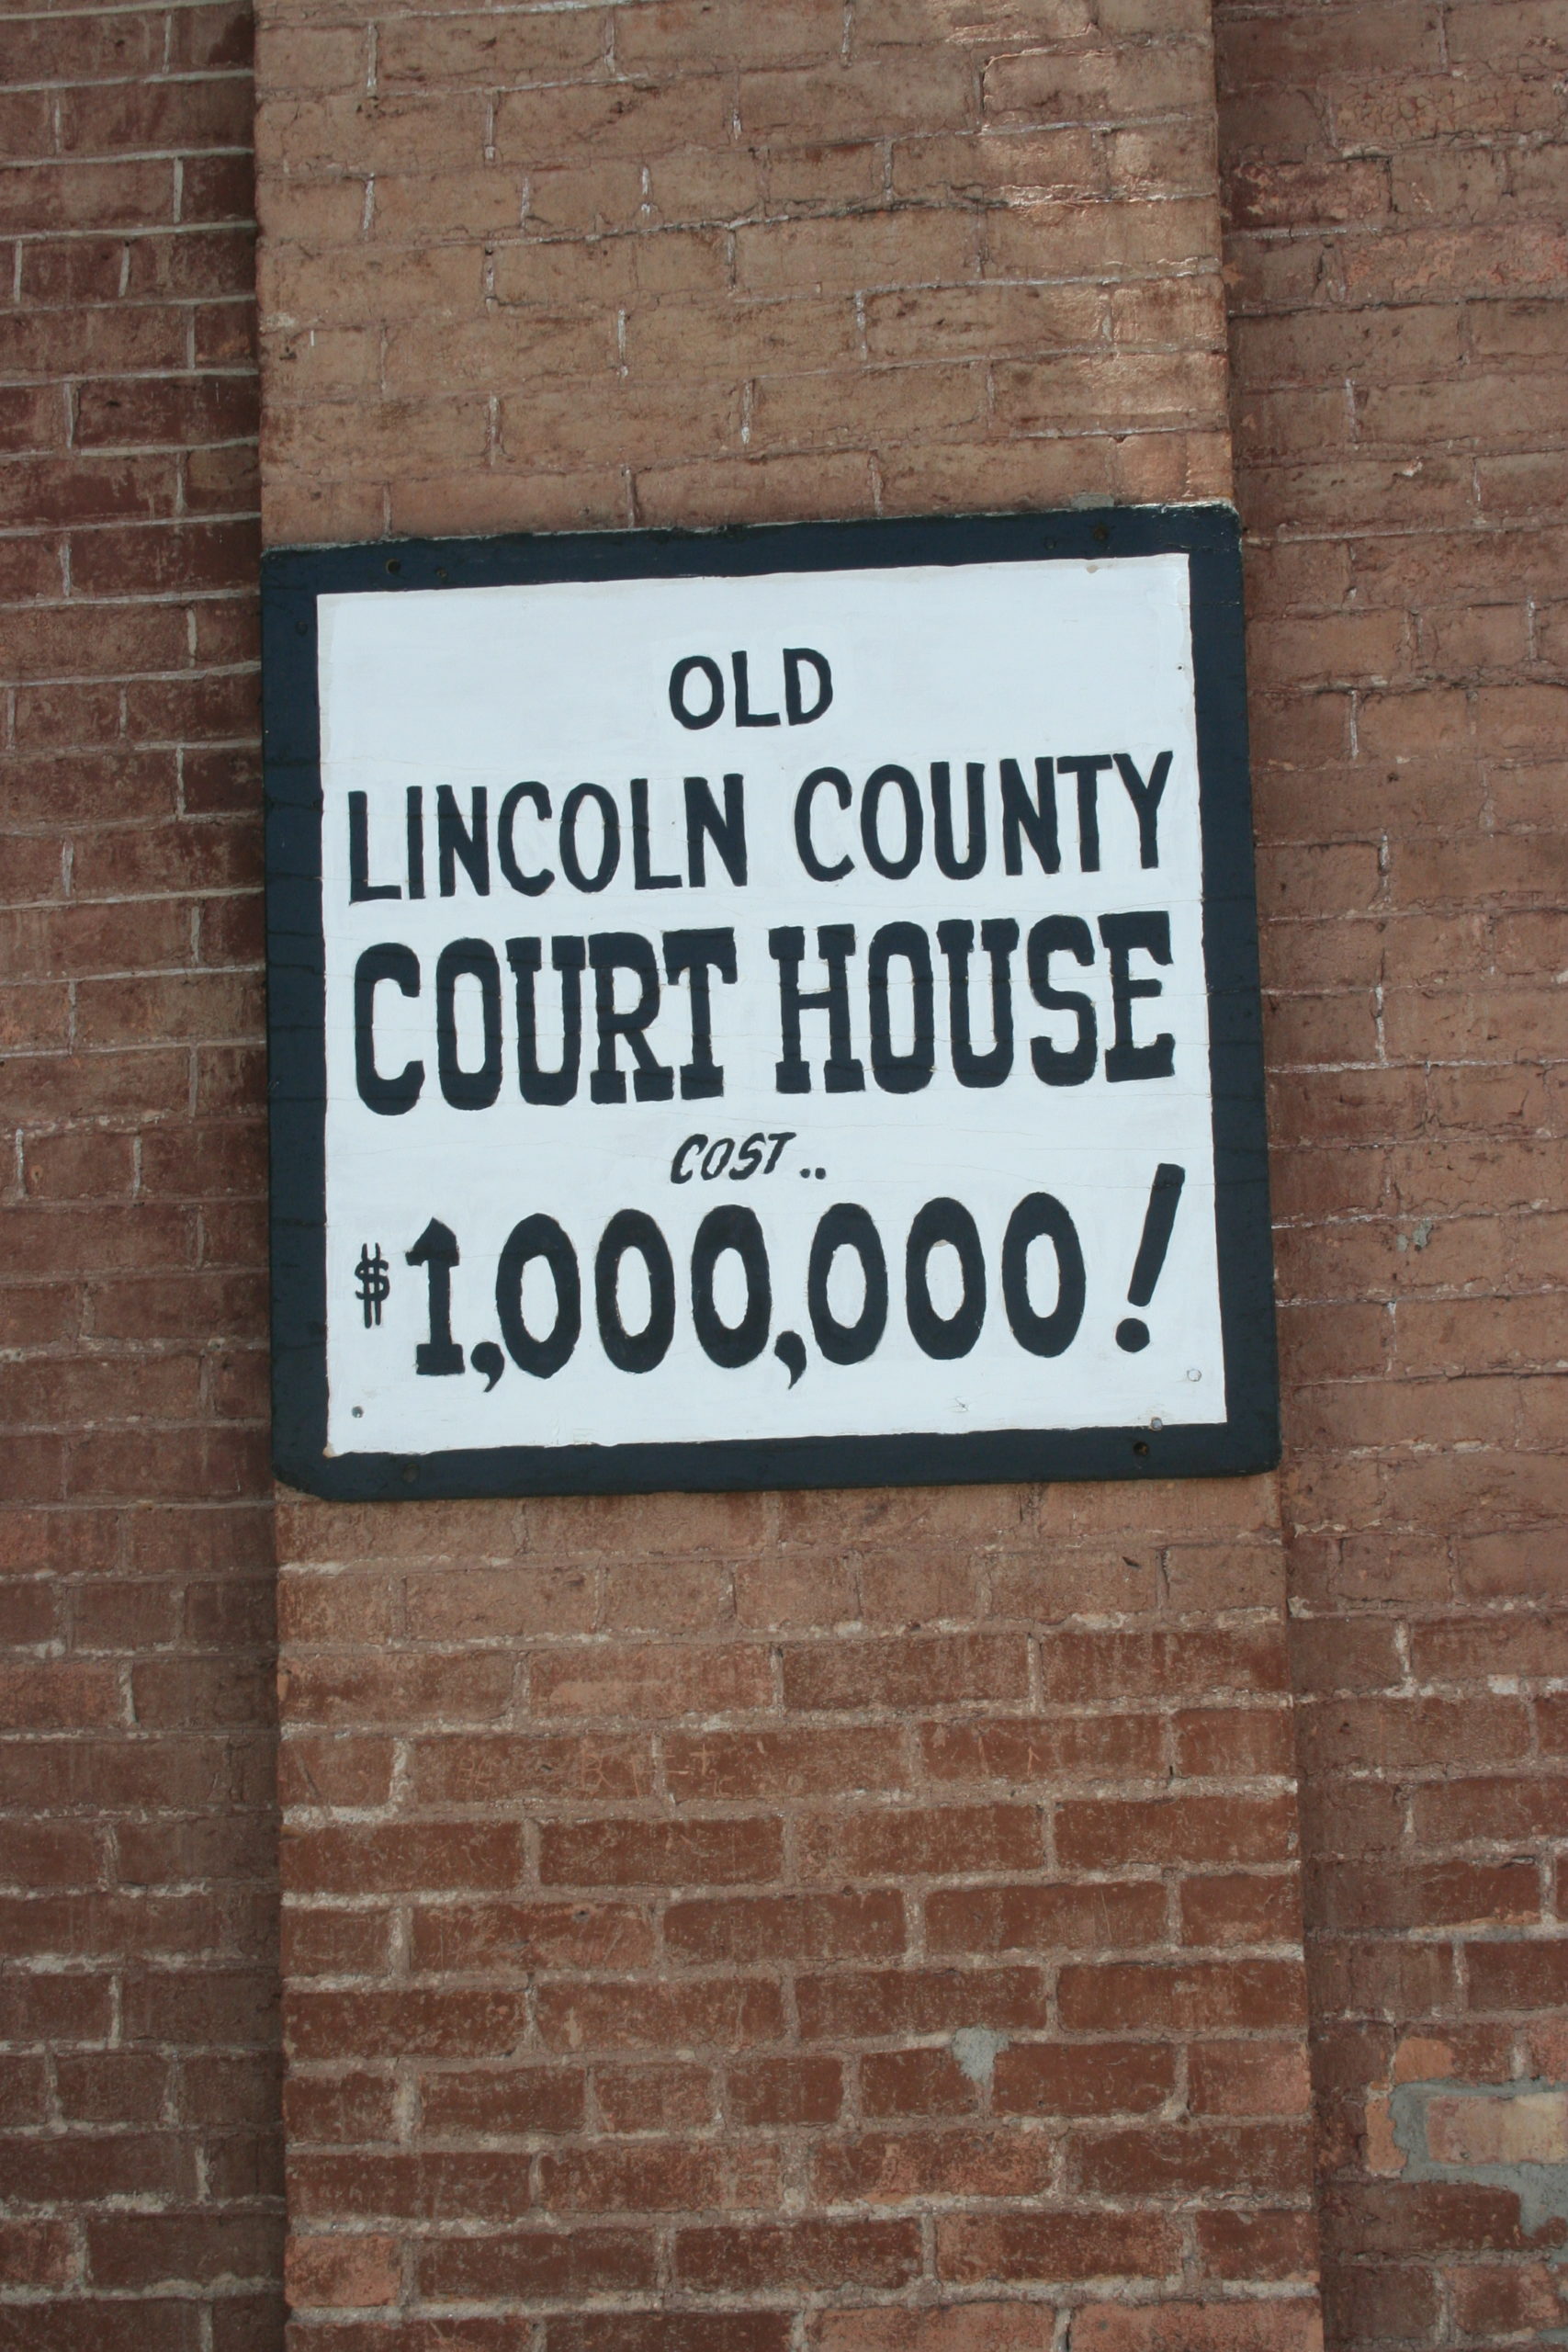 OLD
LINCOLN COUNTY
COURT HOUSE
COST..
$1,000,000!